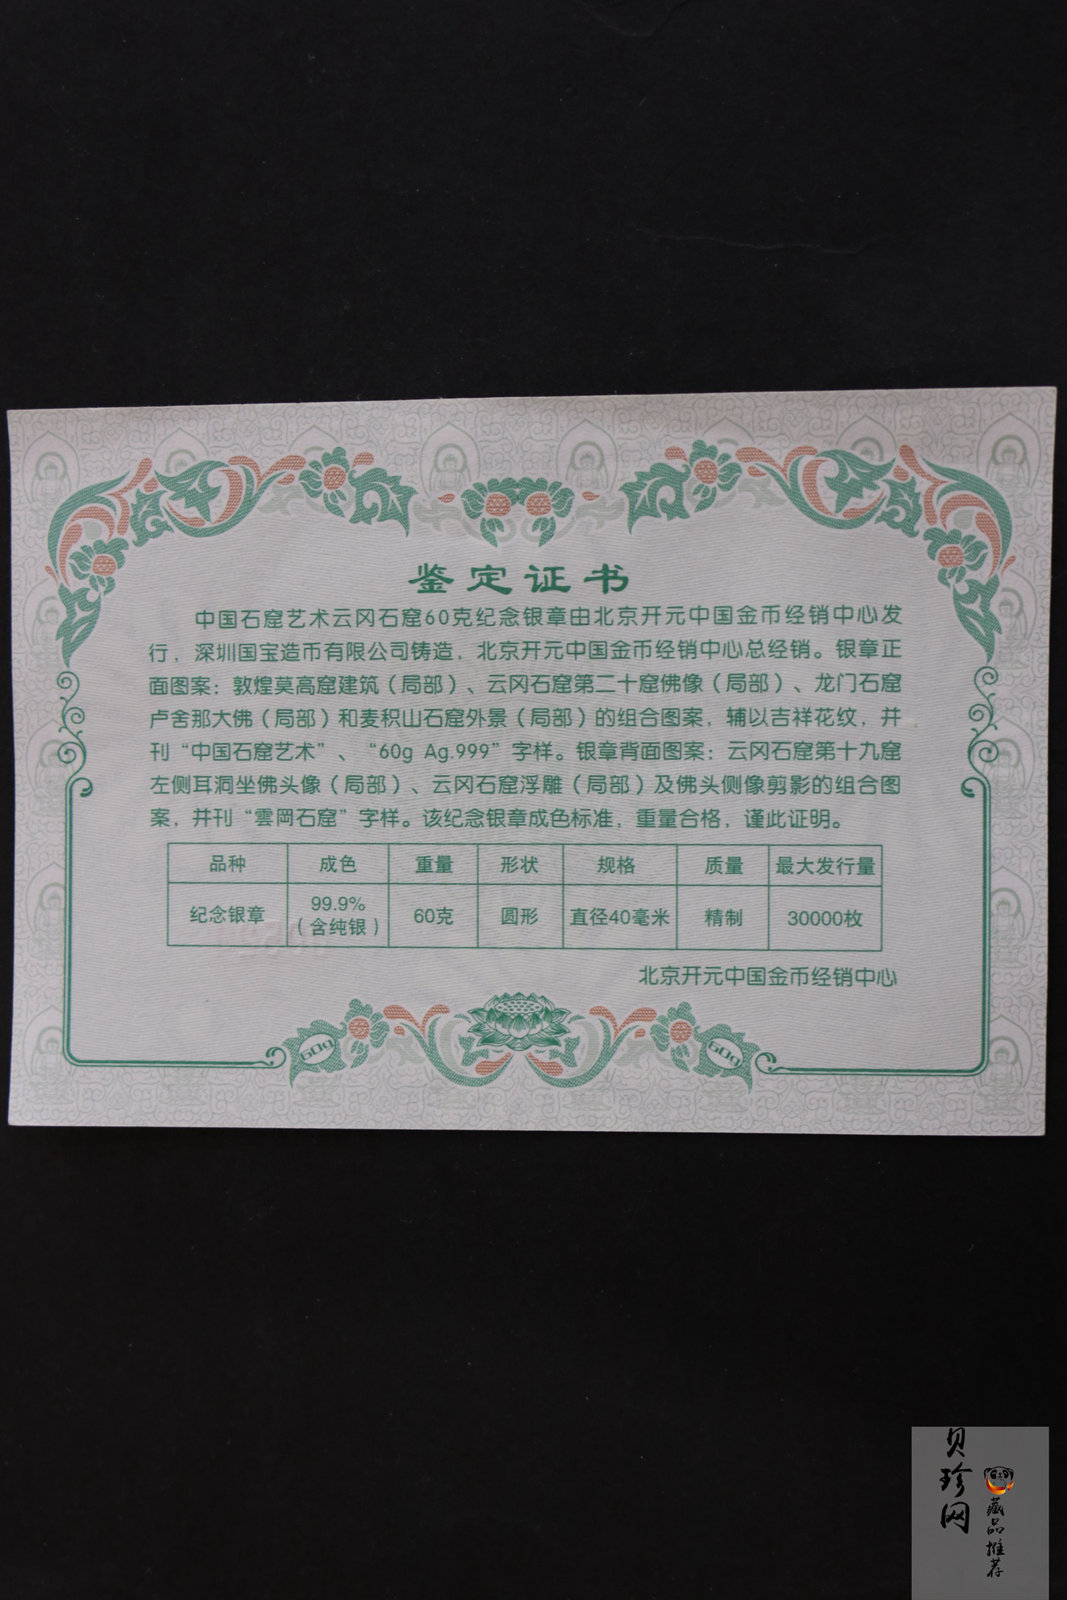 鉴定证书
中国石窟艺术云冈石窟60克纪念银章由北京开元中国金币经销中心发
行，深圳国宝造币有限公司铸造，北京开元中国金币经销中心总经销。银章正
面图案：敦煌莫高窟建筑（局部）、云冈石窟第二十窟佛像（局部）、龙门石窟
卢舍那大佛（局部）和麦积山石窟外景（局部）的组合图案，辅以吉祥花纹，并
刊“中国石窟艺术”、“60g Ag.999”字样。银章背面图案：云冈石窟第十九窟
左侧耳洞坐佛头像（局部）、云冈石窟浮雕（局部）及佛头侧像剪影的组合图
案，并刊“雲岡石窟”字样。该纪念银章成色标准，重量合格，谨此证明。
品种 成色 重量 形状 规格 质量 最大发行量
纪念银章 99.9%（含纯银） 60克 圆形 直径40毫米 精制 30000枚
北京开元中国金币经销中心
60g 60g
贝珍网
藏品推荐